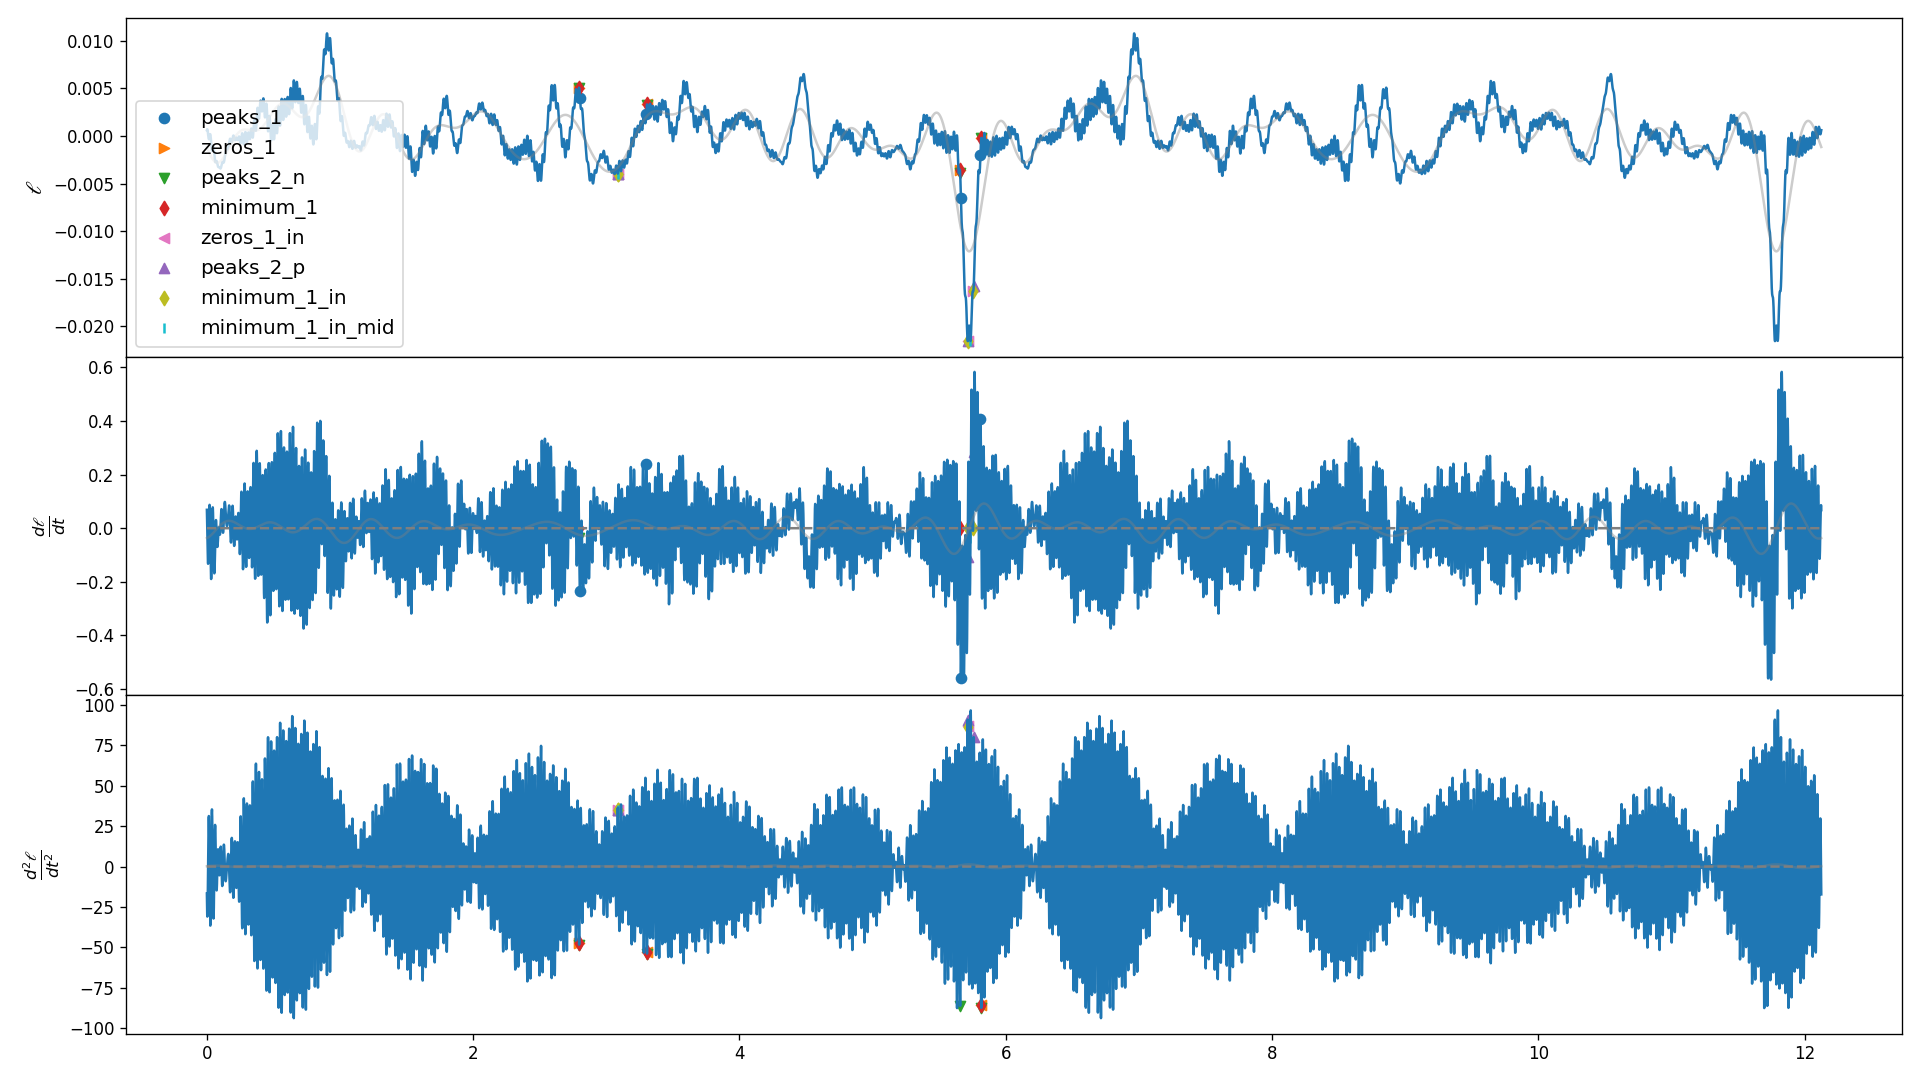 0.010
0.005
0.000
−0.005
−0.010
−0.015
−0.020
ℓ
peaks_1
zeros_1
peaks_2_n
minimum_1
zeros_1_in
peaks_2_p
minimum_1_in
minimum_1_in_mid
0.6
0.4
0.2
0.0
−0.2
−0.4
−0.6
dℓ
dt
100
75
50
25
0
−25
−50
−75
−100
d²ℓ
dt²
0 2 4 6 8 10 12